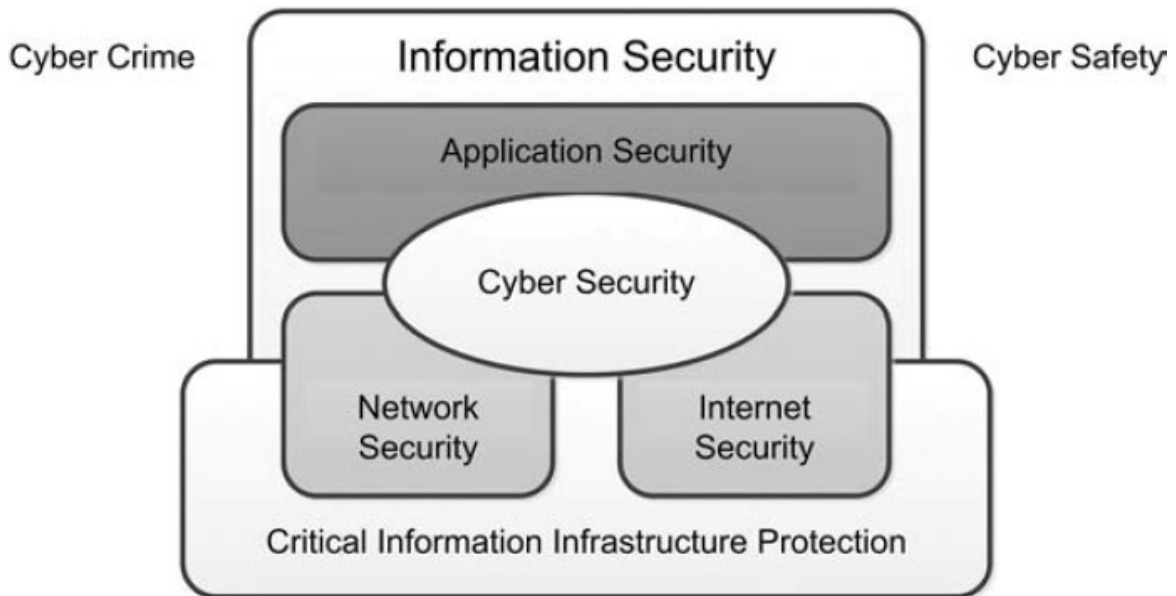 Cyber Crime
Information Security
Cyber Safety
Application Security
Cyber Security
Network
Security
Internet
Security
Critical Information Infrastructure Protection